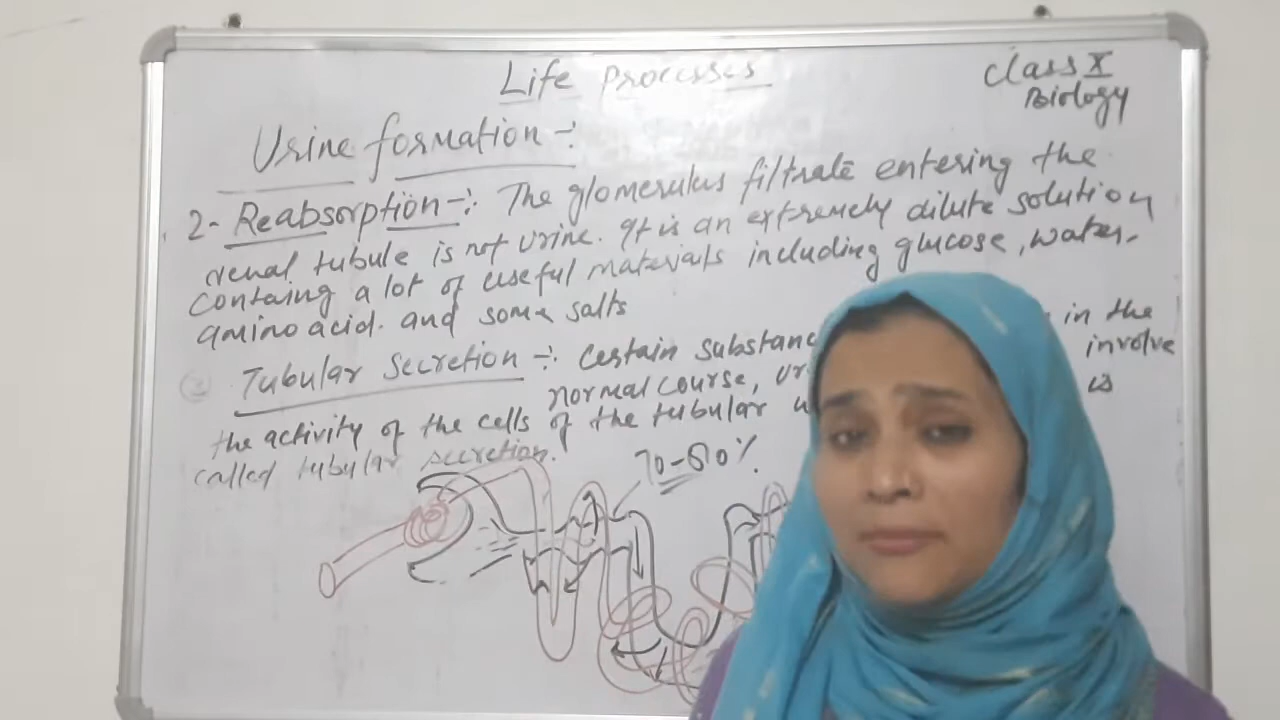 Life Processes
Class X
Biology
Urine formation -:
2- Reabsorption -: The glomerulus filtrate entering the
renal tubule is not urine. It is an extremely dilute solution
containg a lot of useful materials including glucose, water,
amino acid. and some salts
Tubular Secretion -: Certain substanc in the
normal course, ur involve
the activity of the cells of the tubular is
called tubular secretion.